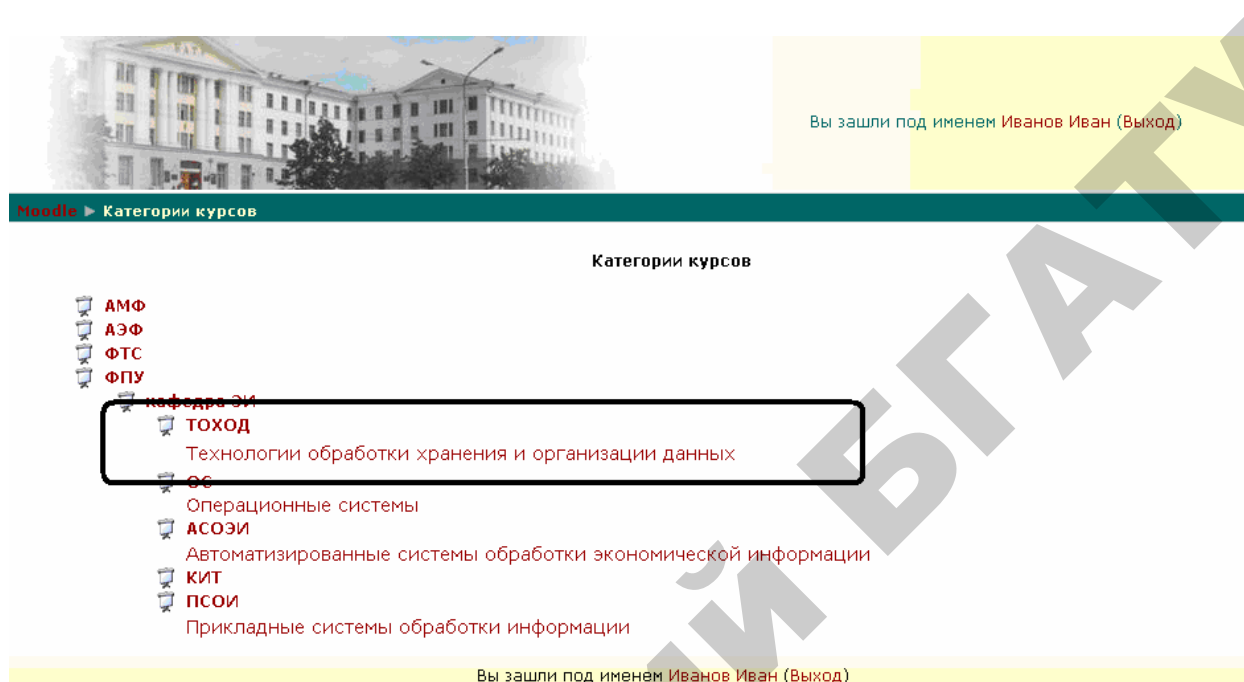 Вы зашли под именем Иванов Иван (Выход)
Moodle ► Категории курсов
Категории курсов
АМФ
АЭФ
ФТС
ФПУ
кафедра ЭИ
ТОХОД
Технологии обработки хранения и организации данных
ОС
Операционные системы
АСОЭИ
Автоматизированные системы обработки экономической информации
КИТ
ПСОИ
Прикладные системы обработки информации
Вы зашли под именем Иванов Иван (Выход)
ИЙ БГАТУ